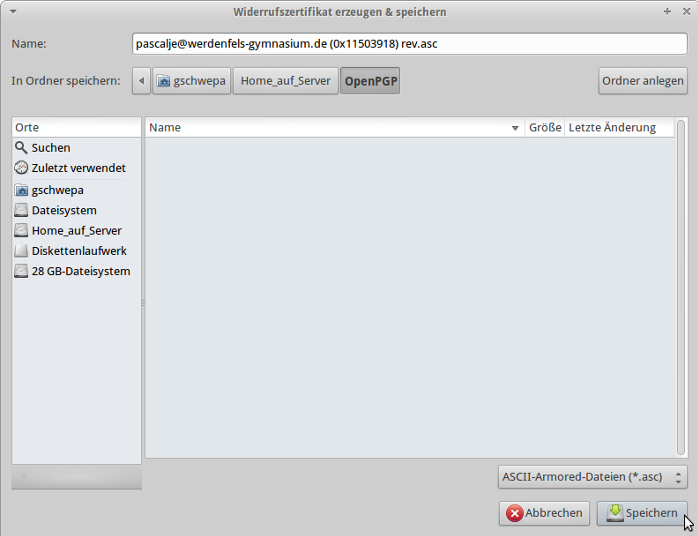 Widerrufszertifikat erzeugen & speichern
Name: pascalje@werdenfels-gymnasium.de (0x11503918) rev.asc
In Ordner speichern: gschwepa Home_auf_Server OpenPGP Ordner anlegen
Orte Name Größe Letzte Änderung
Suchen
Zuletzt verwendet
gschwepa
Dateisystem
Home_auf_Server
Diskettenlaufwerk
28 GB-Dateisystem
ASCII-Armored-Dateien (*.asc)
Abbrechen Speichern